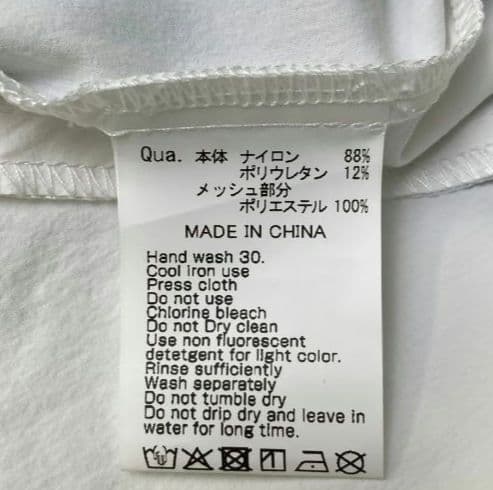 Qua. 本体 ナイロン 88%
ポリウレタン 12%
メッシュ部分
ポリエステル 100%
MADE IN CHINA
Hand wash 30.
Cool iron use
Press cloth
Do not use
Chlorine bleach
Do not Dry clean
Use non fluorescent
detetgent for light color.
Rinse sufficiently
Wash separately
Do not tumble dry
Do not drip dry and leave in
water for long time.